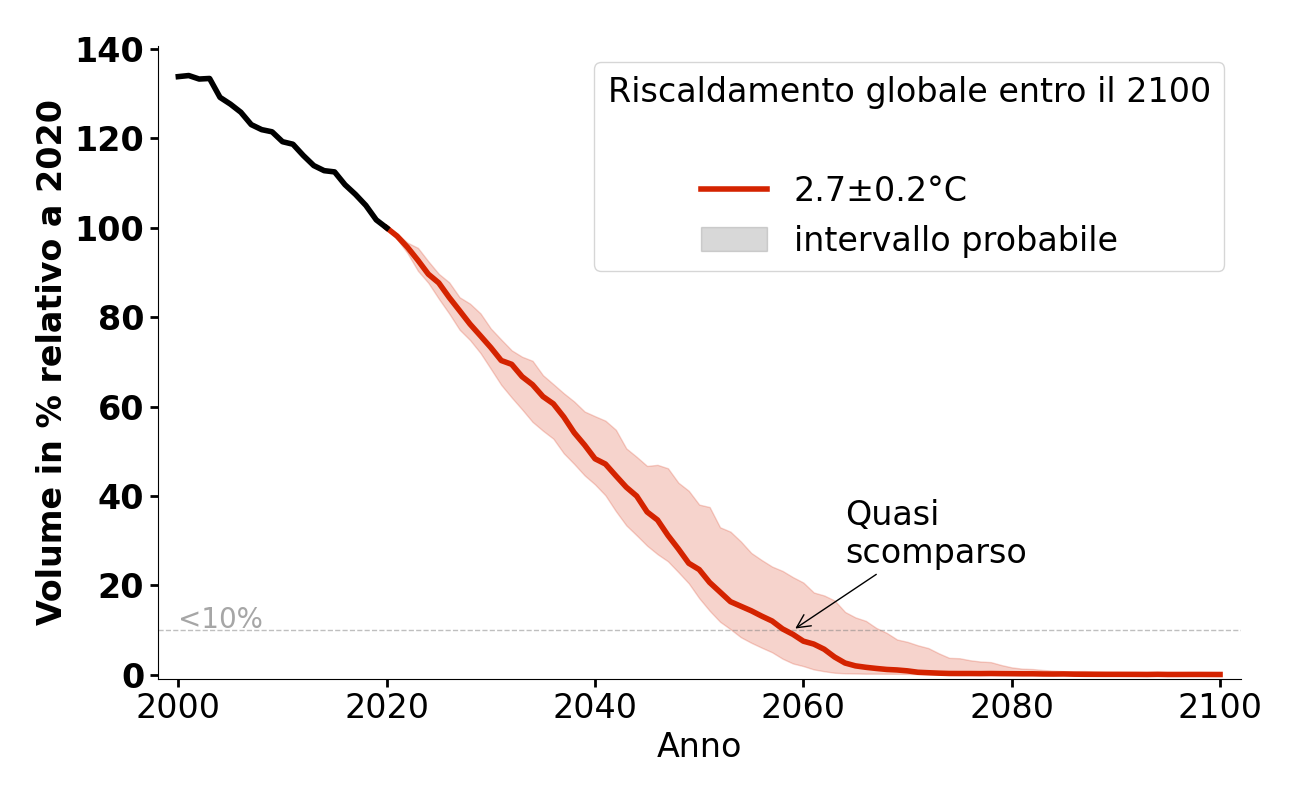 Volume in % relativo a 2020
140
120
100
80
60
40
20
0
Riscaldamento globale entro il 2100
2.7±0.2°C
intervallo probabile
Quasi
scomparso
<10%
2000 2020 2040 2060 2080 2100
Anno